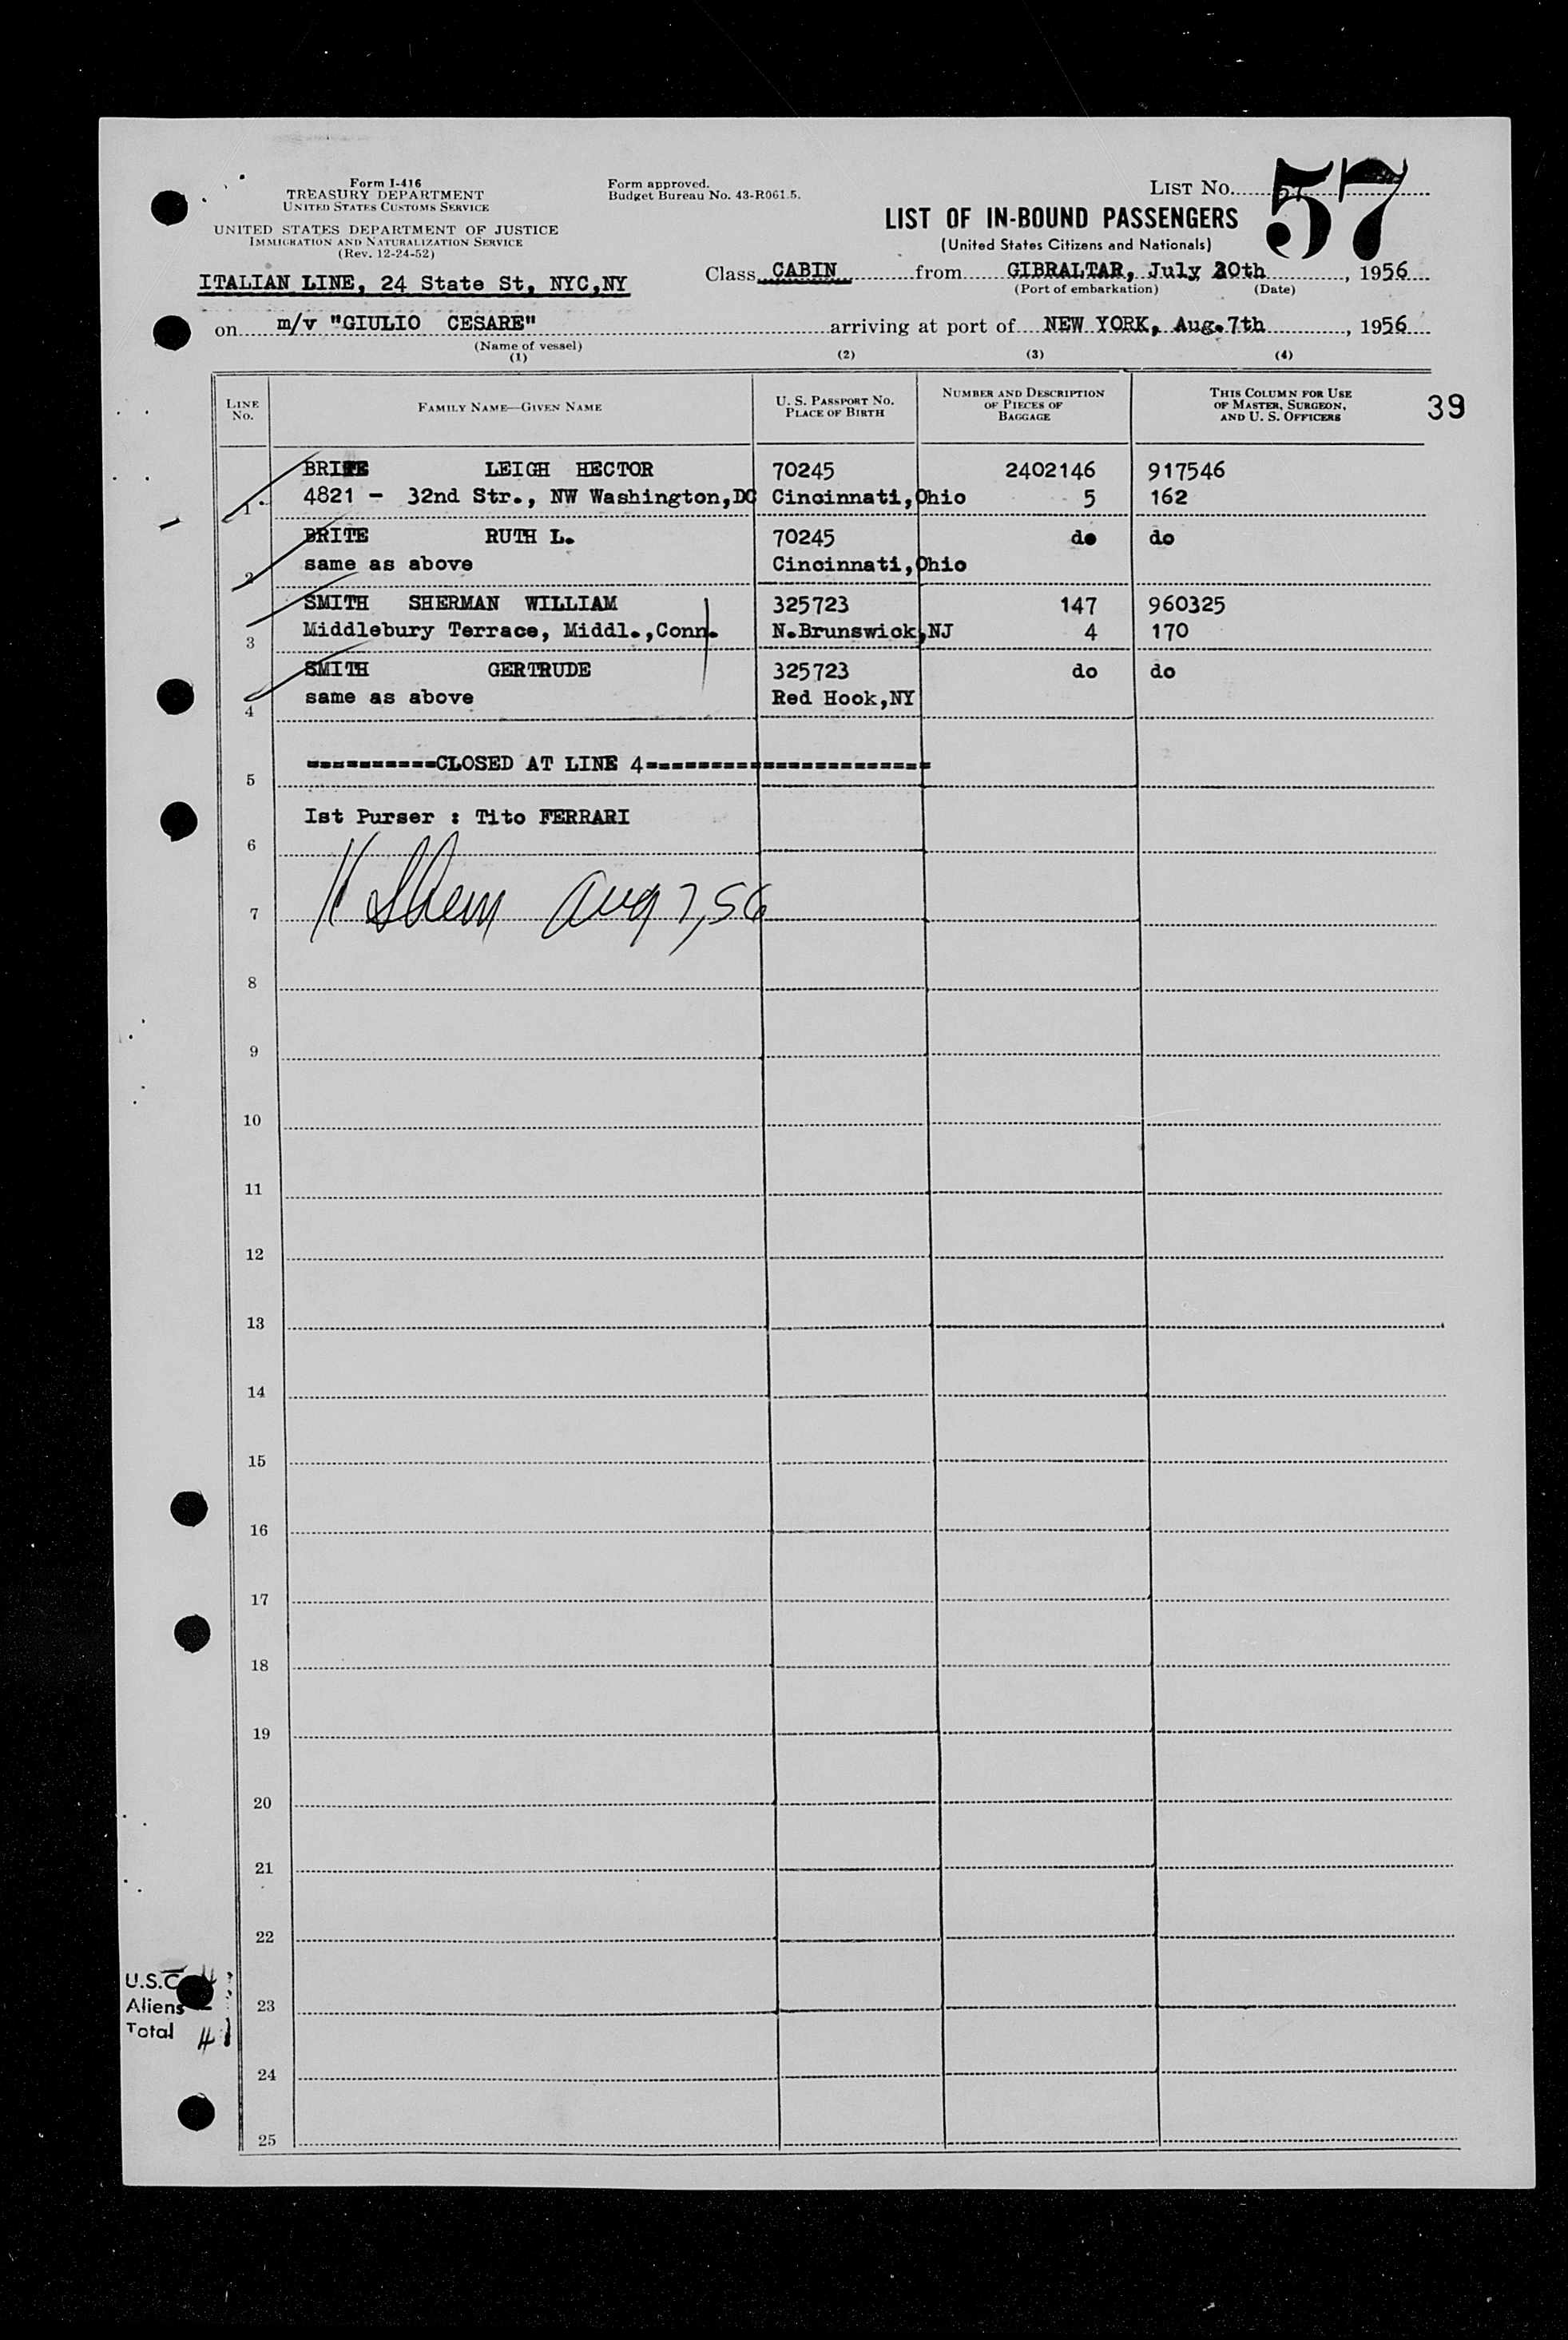 Form I-416
TREASURY DEPARTMENT
UNITED STATES CUSTOMS SERVICE
UNITED STATES DEPARTMENT OF JUSTICE
IMMIGRATION AND NATURALIZATION SERVICE
(Rev. 12-24-52)
Form approved.
Budget Bureau No. 43-R061.5.
LIST NO. 57
57
LIST OF IN-BOUND PASSENGERS
(United States Citizens and Nationals)
ITALIAN LINE, 24 State St, NYC,NY
Class CABIN from GIBRALTAR, July 30th, 1956
(Port of embarkation) (Date)
on m/v "GIULIO CESARE" arriving at port of NEW YORK, Aug.7th, 1956
(Name of vessel)
(1) (2) (3) (4)
LINE NO. FAMILY NAME—GIVEN NAME U. S. PASSPORT NO. PLACE OF BIRTH NUMBER AND DESCRIPTION OF PIECES OF BAGGAGE THIS COLUMN FOR USE OF MASTER, SURGEON, AND U. S. OFFICERS
39
BRITE LEIGH HECTOR 70245 2402146 917546
1 4821 - 32nd Str., NW Washington,DC Cincinnati,Ohio 5 162
BRITE RUTH L. 70245 do do
2 same as above Cincinnati,Ohio
SMITH SHERMAN WILLIAM 325723 147 960325
3 Middlebury Terrace, Middl.,Conn. N.Brunswick,NJ 4 170
SMITH GERTRUDE 325723 do do
4 same as above Red Hook,NY
5 ==========CLOSED AT LINE 4======================
Ist Purser : Tito FERRARI
6
7 Aug 7, 56
8
9
10
11
12
13
14
15
16
17
18
19
20
21
22
23
24
25
U.S.C. 4
Aliens -
Total 4